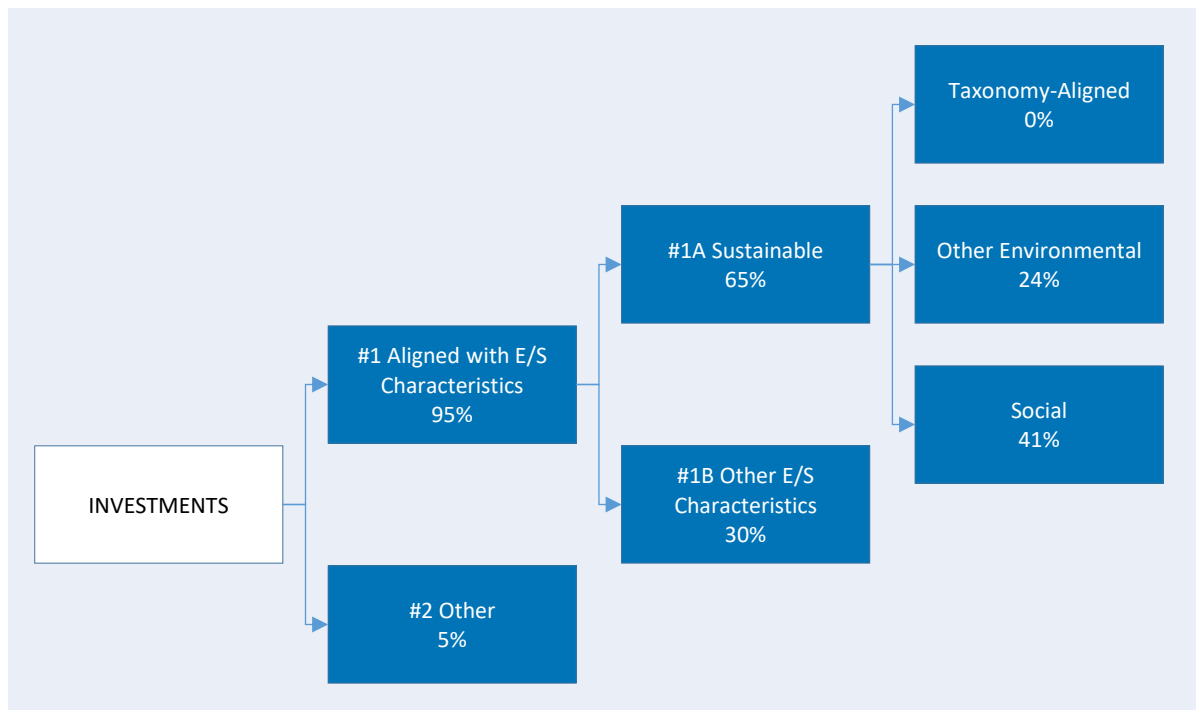 INVESTMENTS
#1 Aligned with E/S
Characteristics
95%
#2 Other
5%
#1A Sustainable
65%
#1B Other E/S
Characteristics
30%
Taxonomy-Aligned
0%
Other Environmental
24%
Social
41%